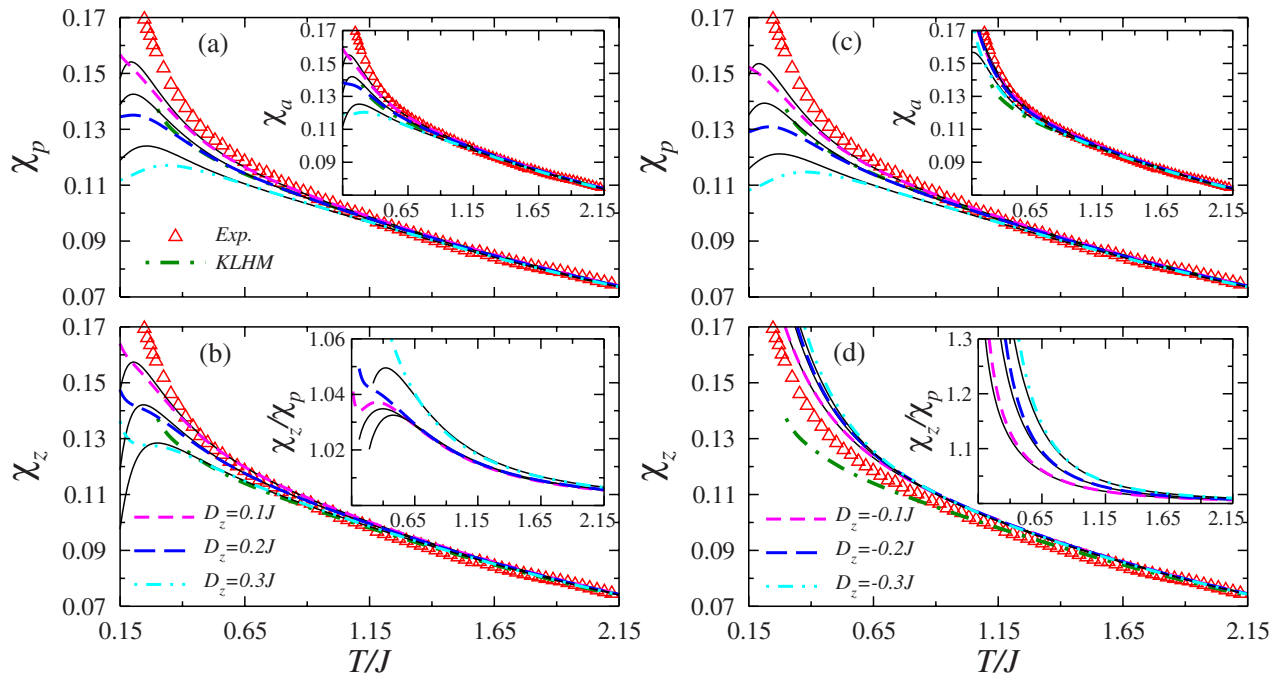 0.17
0.15
0.13
0.11
0.09
0.07
χp
(a)
0.17
0.15
0.13
0.11
0.09
χa
0.65 1.15 1.65 2.15
Exp.
KLHM
0.17
0.15
0.13
0.11
0.09
0.07
χp
(c)
0.17
0.15
0.13
0.11
0.09
χa
0.65 1.15 1.65 2.15
0.17
0.15
0.13
0.11
0.09
0.07
χz
(b)
1.06
1.04
1.02
χz/χp
0.65 1.15 1.65 2.15
Dz=0.1J
Dz=0.2J
Dz=0.3J
0.15 0.65 1.15 1.65 2.15
T/J
0.17
0.15
0.13
0.11
0.09
0.07
χz
(d)
1.3
1.2
1.1
χz/χp
0.65 1.15 1.65 2.15
Dz=-0.1J
Dz=-0.2J
Dz=-0.3J
0.15 0.65 1.15 1.65 2.15
T/J